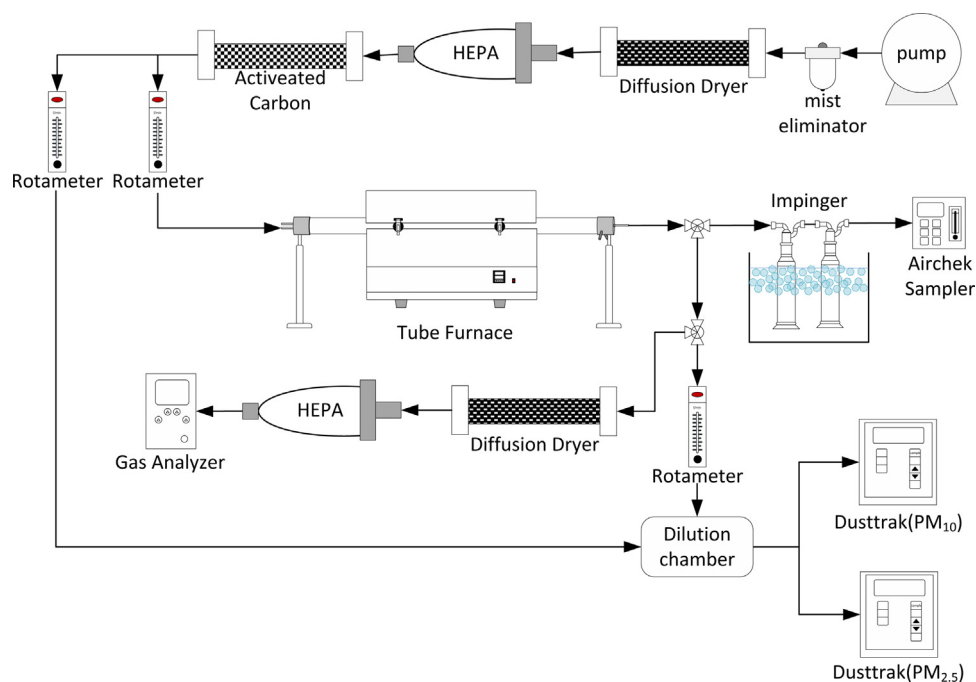 pump
HEPA
Activeated
Carbon
Diffusion Dryer
mist
eliminator
Rotameter
Rotameter
Impinger
Airchek
Sampler
Tube Furnace
HEPA
Gas Analyzer
Diffusion Dryer
Rotameter
Dilution
chamber
Dusttrak(PM10)
Dusttrak(PM2.5)